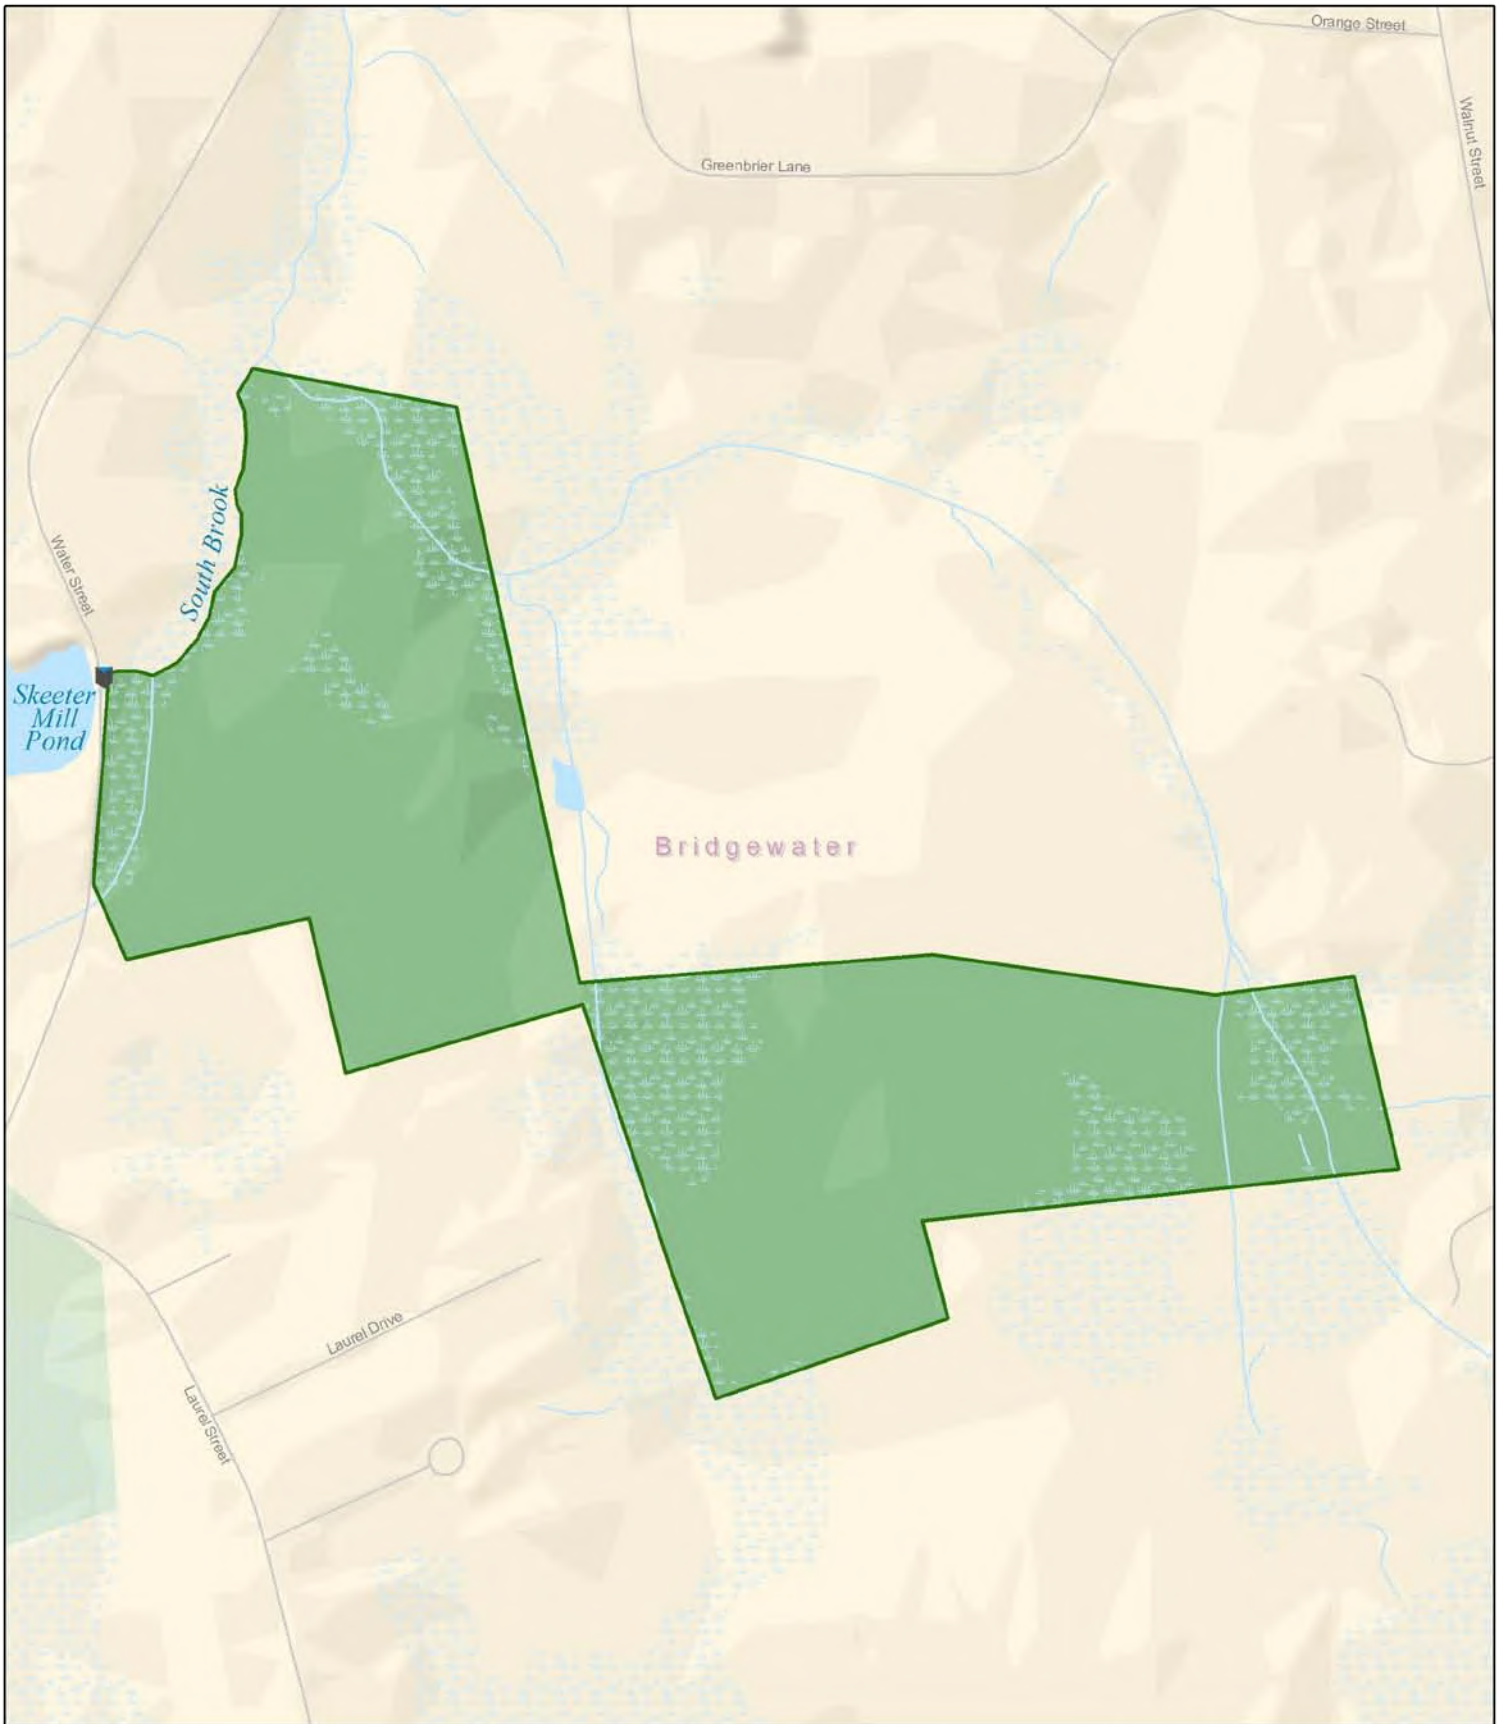 Orange Street
Walnut Street
Greenbrier Lane
South Brook
Water Street
Skeeter
Mill
Pond
Bridgewater
Laurel Drive
Laurel Street